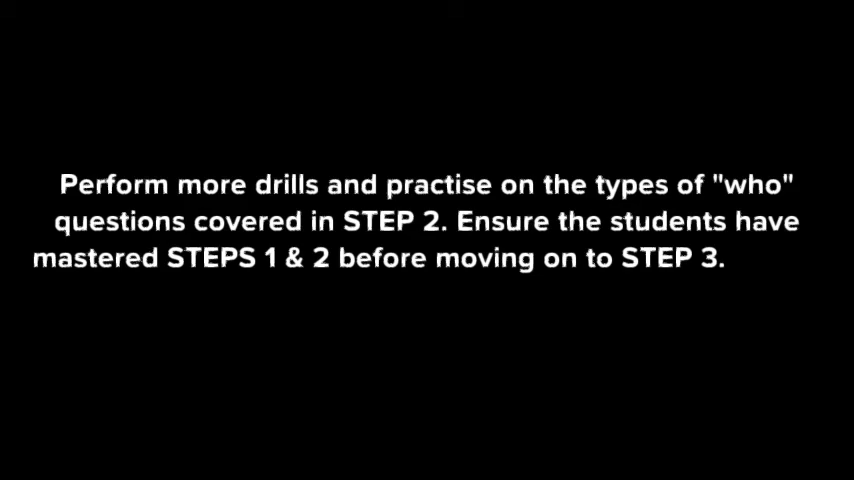 Perform more drills and practise on the types of "who"
questions covered in STEP 2. Ensure the students have
mastered STEPS 1 & 2 before moving on to STEP 3.